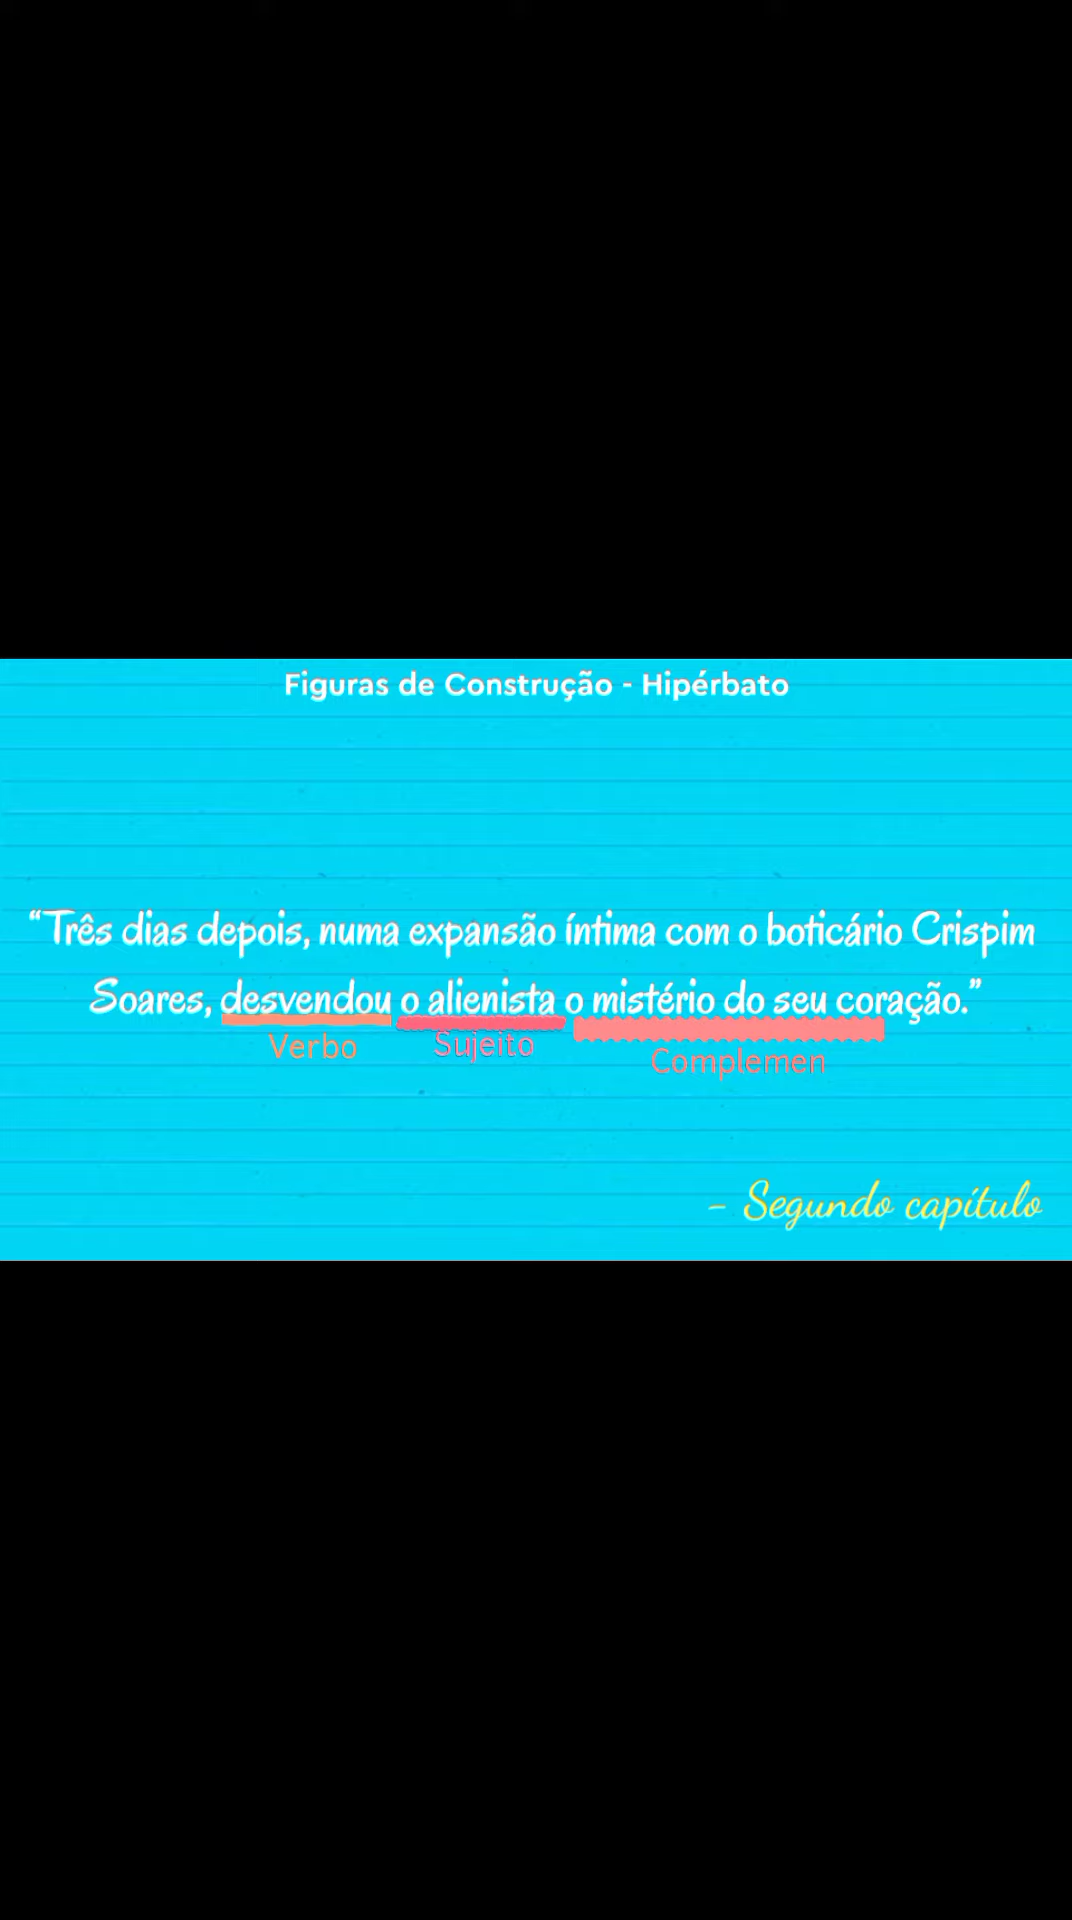 Figuras de Construção - Hipérbato
“Três dias depois, numa expansão íntima com o boticário Crispim
Soares, desvendou o alienista o mistério do seu coração.”
Verbo
Sujeito
Complemen
- Segundo capítulo